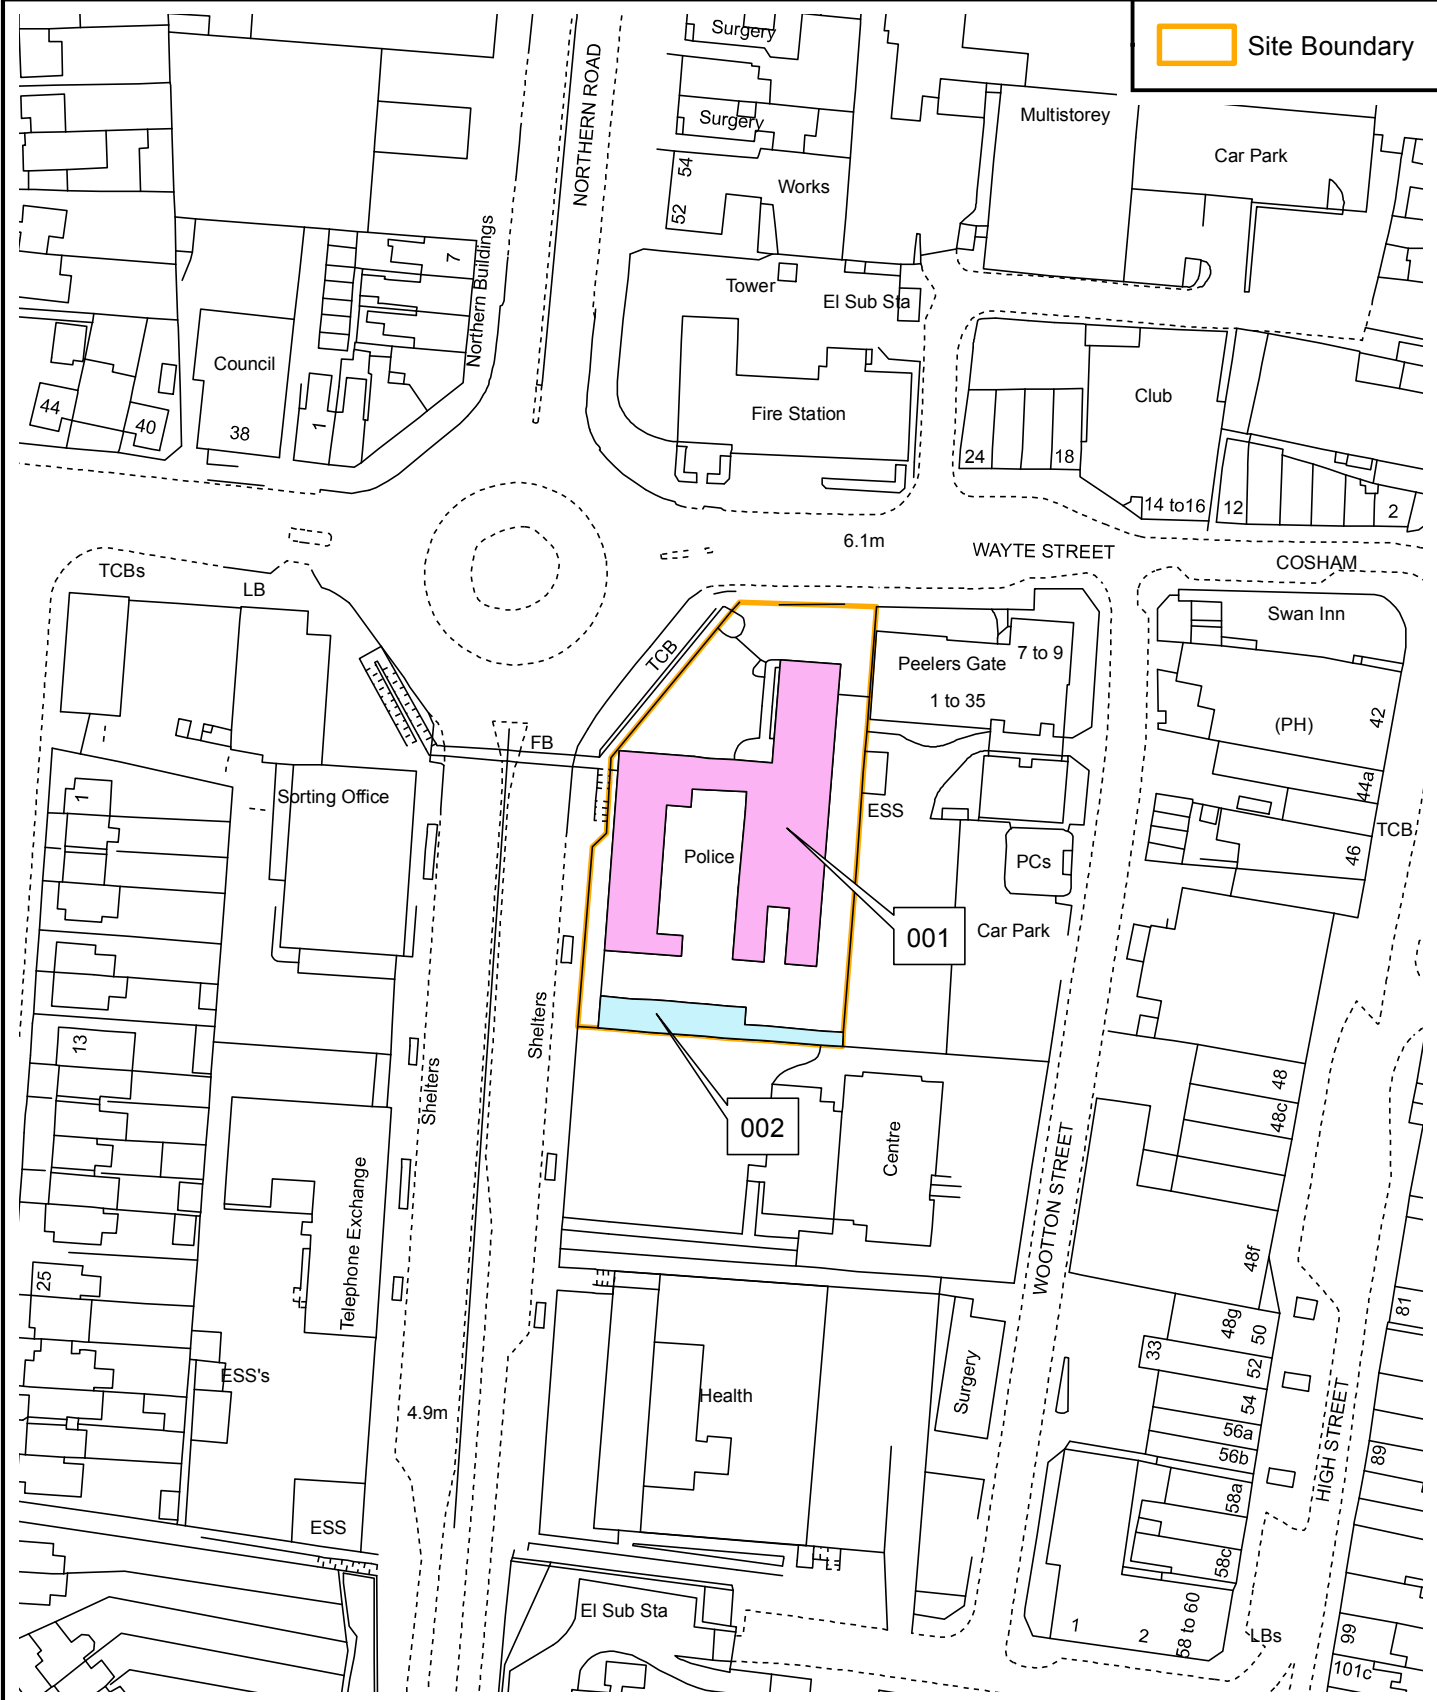 Site Boundary
Surgery
Surgery
NORTHERN ROAD
Multistorey
Car Park
54
52
Works
7
Northern Buildings
Tower
El Sub Sta
Council
Fire Station
Club
44
40
38
1
24
18
14 to16
12
2
6.1m
WAYTE STREET
COSHAM
TCBs
LB
Swan Inn
TCB
Peelers Gate
7 to 9
1 to 35
(PH)
42
FB
44a
1
Sorting Office
ESS
TCB
Police
PCs
46
001
Car Park
13
Shelters
Shelters
48
48c
002
Centre
WOOTTON STREET
Telephone Exchange
48f
25
81
48g
50
33
52
ESS's
Health
Surgery
54
4.9m
56a
56b
HIGH STREET
89
58a
ESS
58c
El Sub Sta
1
2
58 to 60
LBs
99
101c